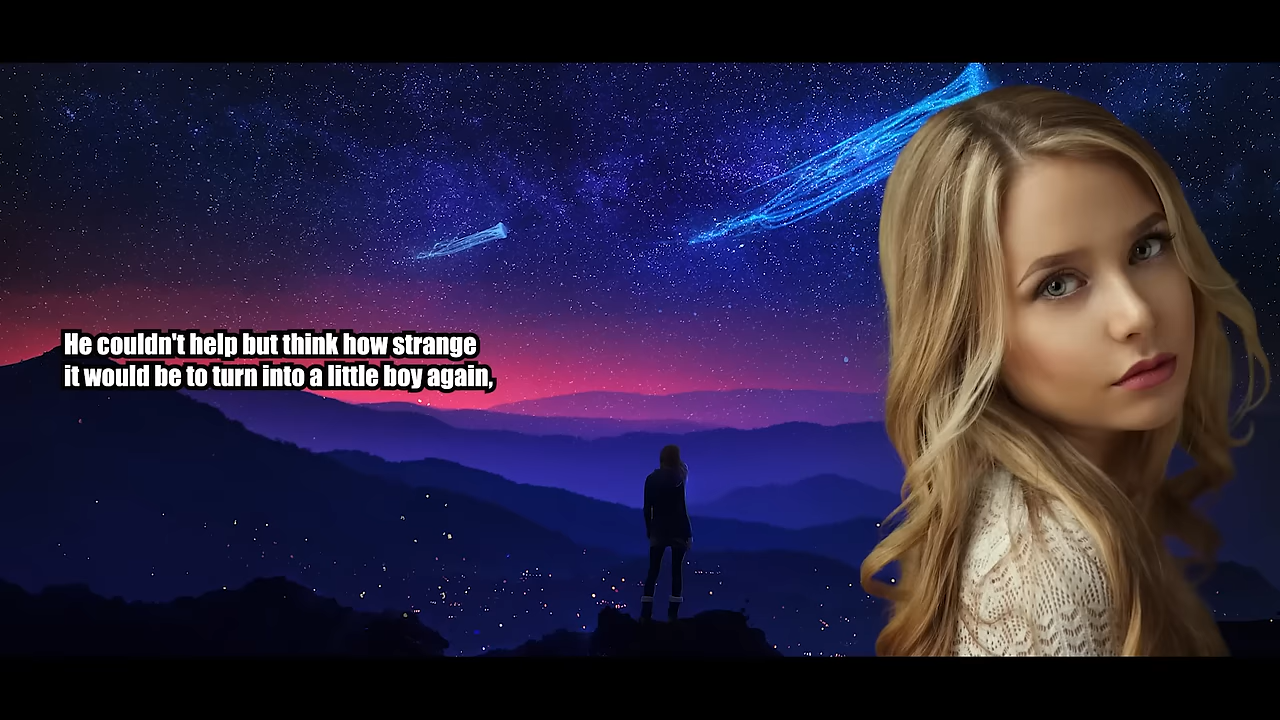 He couldn't help but think how strange
it would be to turn into a little boy again,